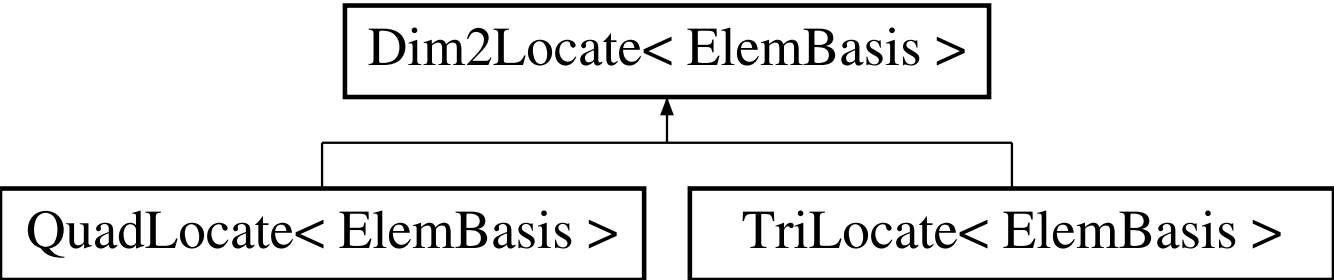 Dim2Locate< ElemBasis >
QuadLocate< ElemBasis >
TriLocate< ElemBasis >